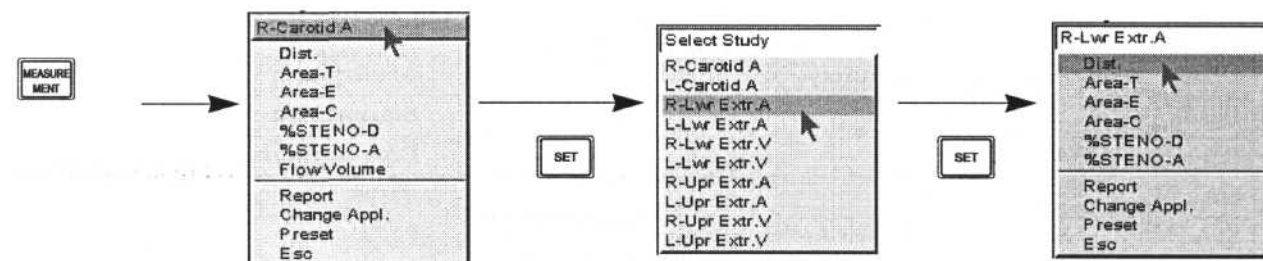 MEASURE
MENT
R-Carotid A
Dist.
Area-T
Area-E
Area-C
%STENO-D
%STENO-A
Flow Volume
Report
Change Appl.
Preset
Esc
SET
Select Study
R-Carotid A
L-Carotid A
R-Lwr Extr.A
L-Lwr Extr.A
R-Lwr Extr.V
L-Lwr Extr.V
R-Upr Extr.A
L-Upr Extr.A
R-Upr Extr.V
L-Upr Extr.V
SET
R-Lwr Extr.A
Dist.
Area-T
Area-E
Area-C
%STENO-D
%STENO-A
Report
Change Appl.
Preset
Esc